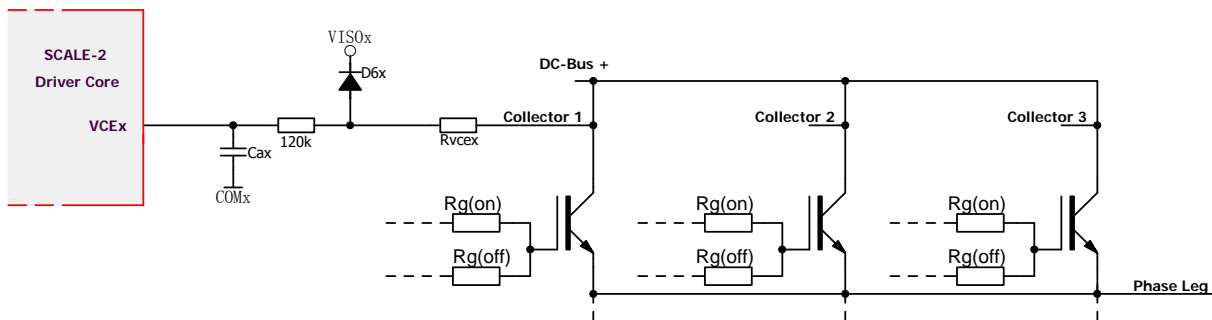 SCALE-2
Driver Core
VCEx
VISOx
D6x
120k
Cax
COMx
Rvcex
DC-Bus +
Collector 1
Collector 2
Collector 3
Rg(on)
Rg(on)
Rg(on)
Rg(off)
Rg(off)
Rg(off)
Phase Leg